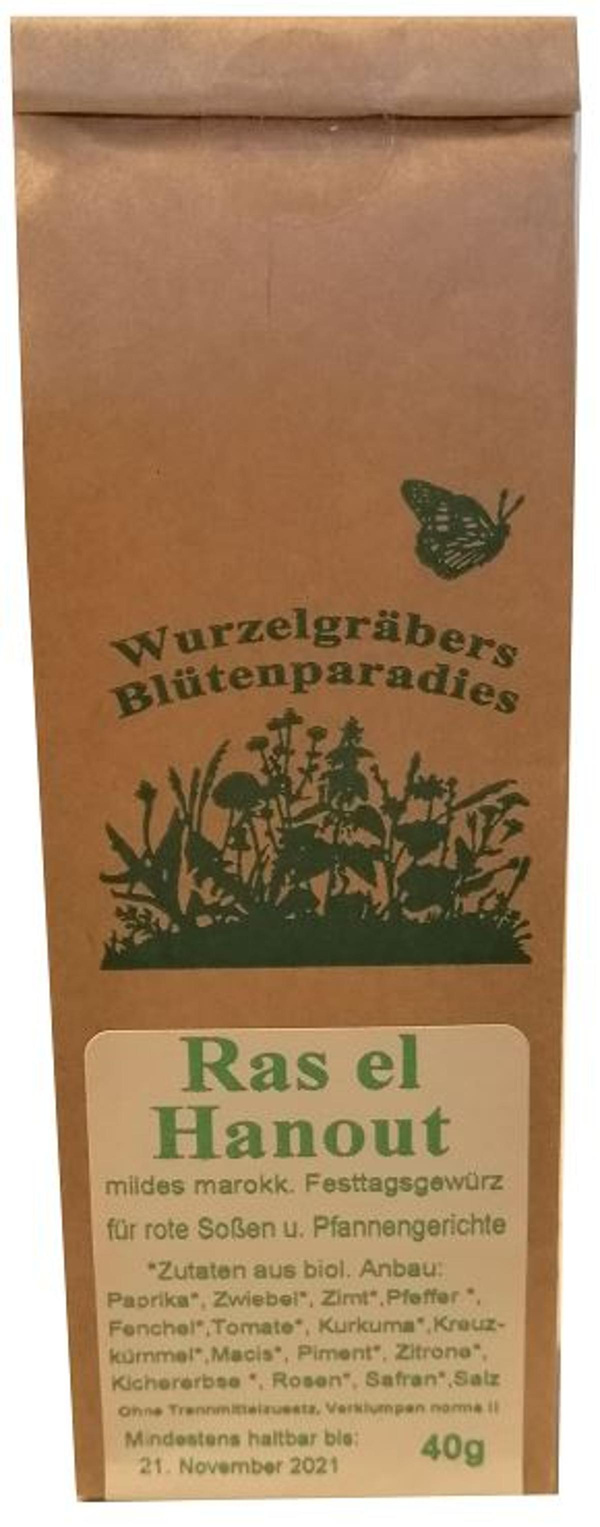 Wurzelgräbers
Blütenparadies
Ras el
Hanout
mildes marokk. Festtagsgewürz
für rote Soßen u. Pfannengerichte
*Zutaten aus biol. Anbau:
Paprika*, Zwiebel*, Zimt*,Pfeffer *,
Fenchel*,Tomate*, Kurkuma*,Kreuz-
kümmel*,Macis*, Piment*, Zitrone*,
Kichererbse *, Rosen*, Safran*,Salz
Ohne Trennmittelzusatz, Verklumpen normal!
Mindestens haltbar bis:
21. November 2021
40g